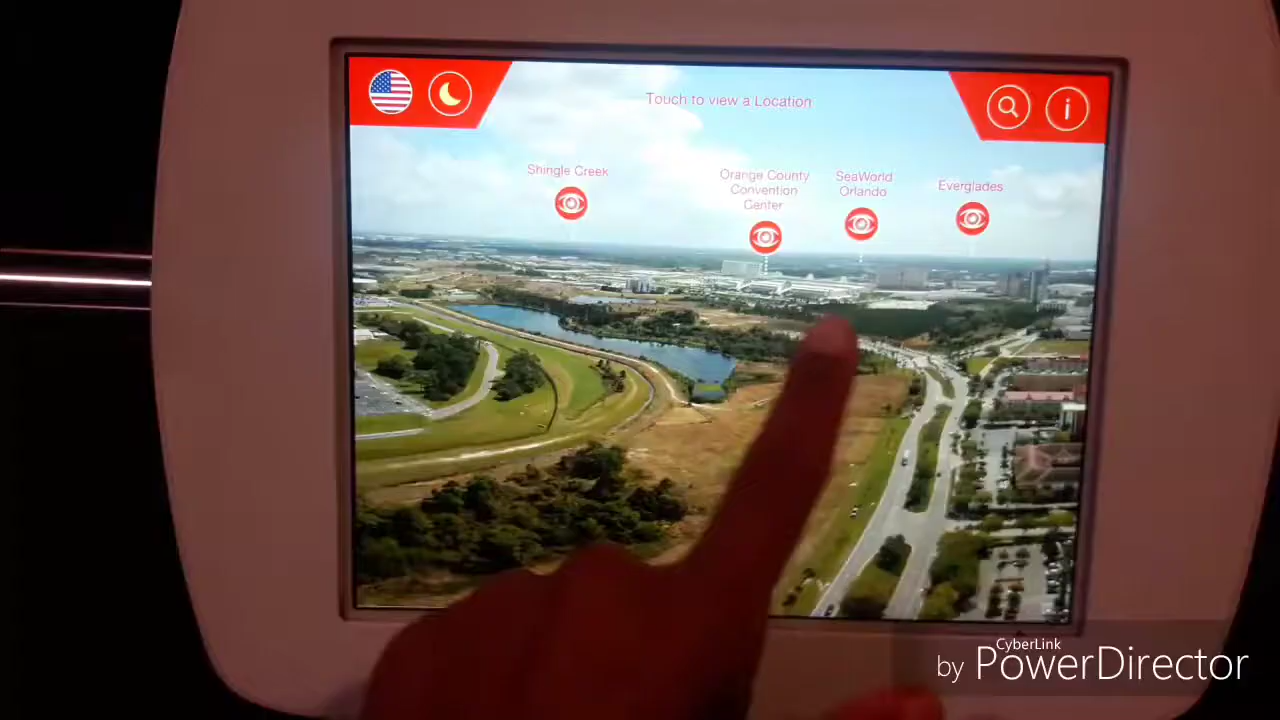 Touch to view a Location
i
Shingle Creek
Orange County
Convention
Center
SeaWorld
Orlando
Everglades
CyberLink
by PowerDirector